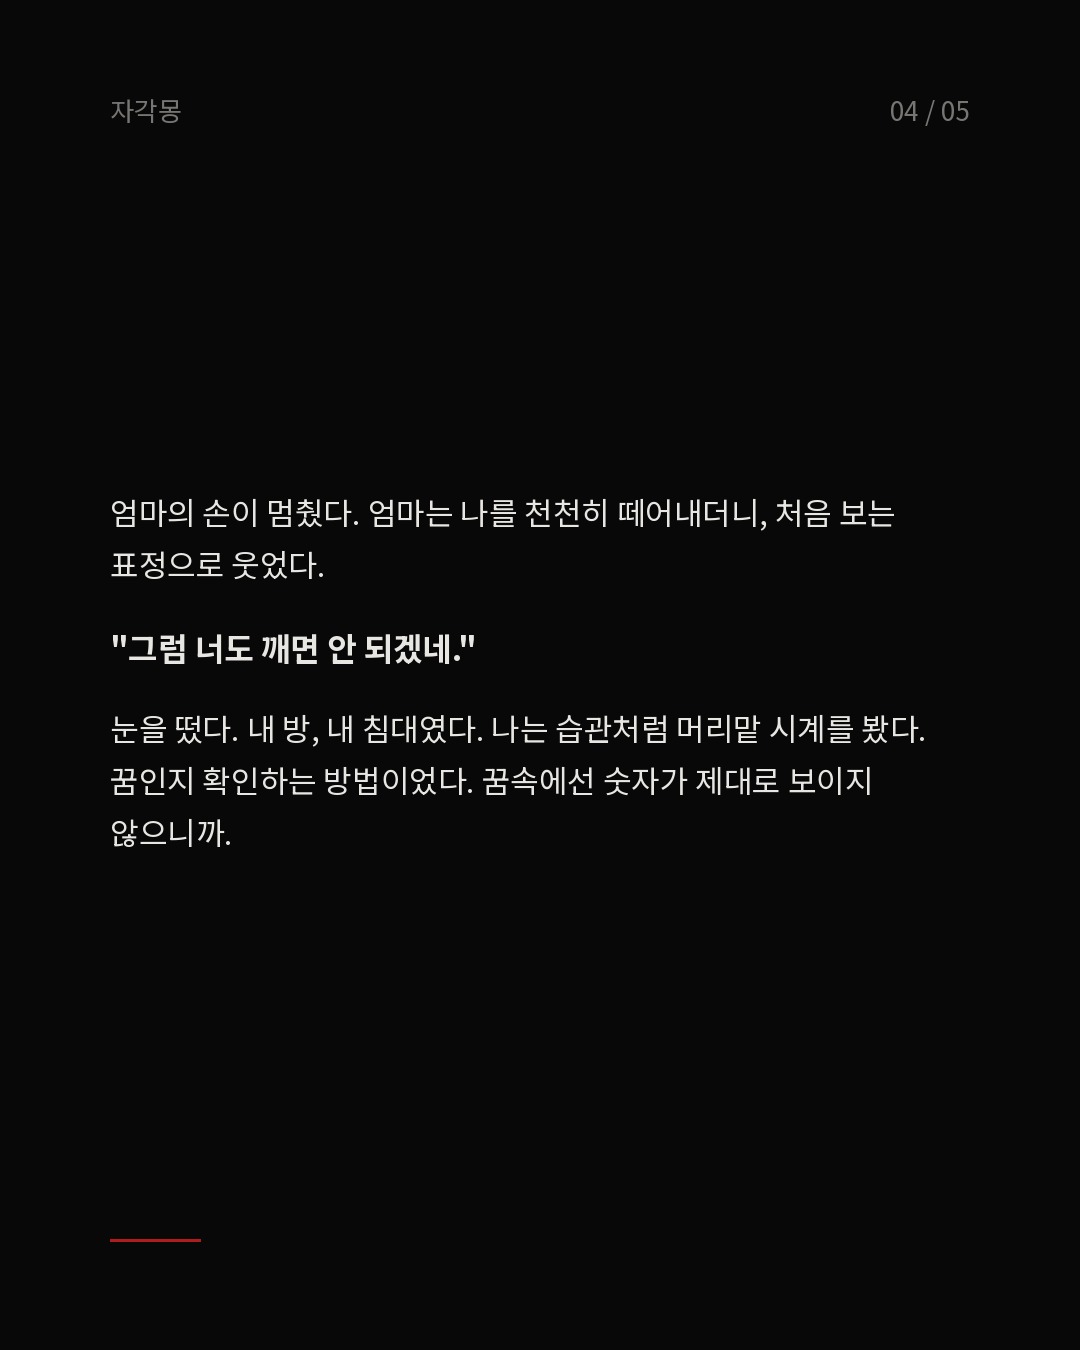 자각몽
04 / 05
엄마의 손이 멈췄다. 엄마는 나를 천천히 떼어내더니, 처음 보는
표정으로 웃었다.
"그럼 너도 깨면 안 되겠네."
눈을 떴다. 내 방, 내 침대였다. 나는 습관처럼 머리맡 시계를 봤다.
꿈인지 확인하는 방법이었다. 꿈속에선 숫자가 제대로 보이지
않으니까.